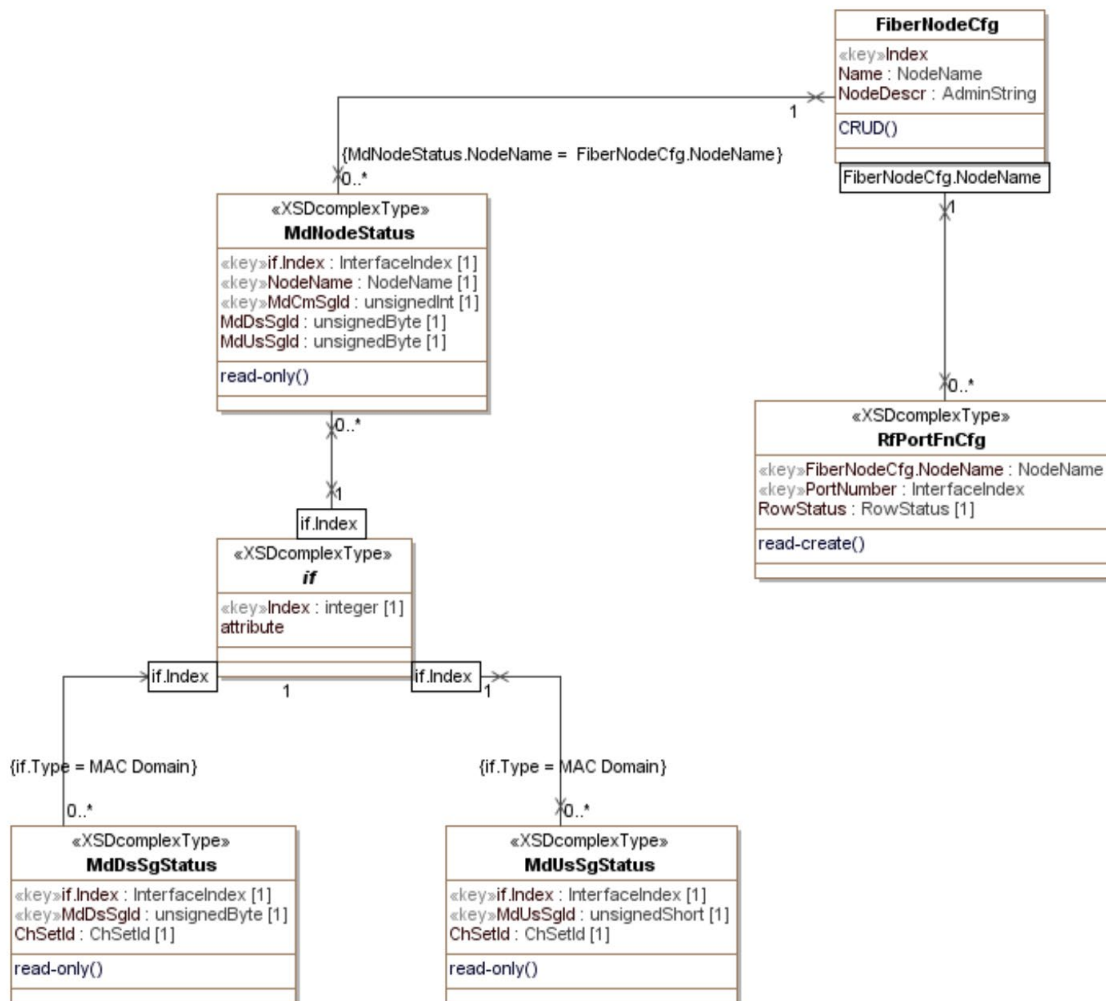 FiberNodeCfg
«key»Index
Name : NodeName
NodeDescr : AdminString
CRUD()
FiberNodeCfg.NodeName
1
{MdNodeStatus.NodeName =  FiberNodeCfg.NodeName}
0..*
«XSDcomplexType»
MdNodeStatus
«key»if.Index : InterfaceIndex [1]
«key»NodeName : NodeName [1]
«key»MdCmSgId : unsignedInt [1]
MdDsSgId : unsignedByte [1]
MdUsSgId : unsignedByte [1]
read-only()
1
0..*
«XSDcomplexType»
RfPortFnCfg
«key»FiberNodeCfg.NodeName : NodeName
«key»PortNumber : InterfaceIndex
RowStatus : RowStatus [1]
read-create()
0..*
1
if.Index
«XSDcomplexType»
if
«key»Index : integer [1]
attribute
if.Index
1
if.Index
1
{if.Type = MAC Domain}
{if.Type = MAC Domain}
0..*
0..*
«XSDcomplexType»
MdDsSgStatus
«key»if.Index : InterfaceIndex [1]
«key»MdDsSgId : unsignedByte [1]
ChSetId : ChSetId [1]
read-only()
«XSDcomplexType»
MdUsSgStatus
«key»if.Index : InterfaceIndex [1]
«key»MdUsSgId : unsignedShort [1]
ChSetId : ChSetId [1]
read-only()